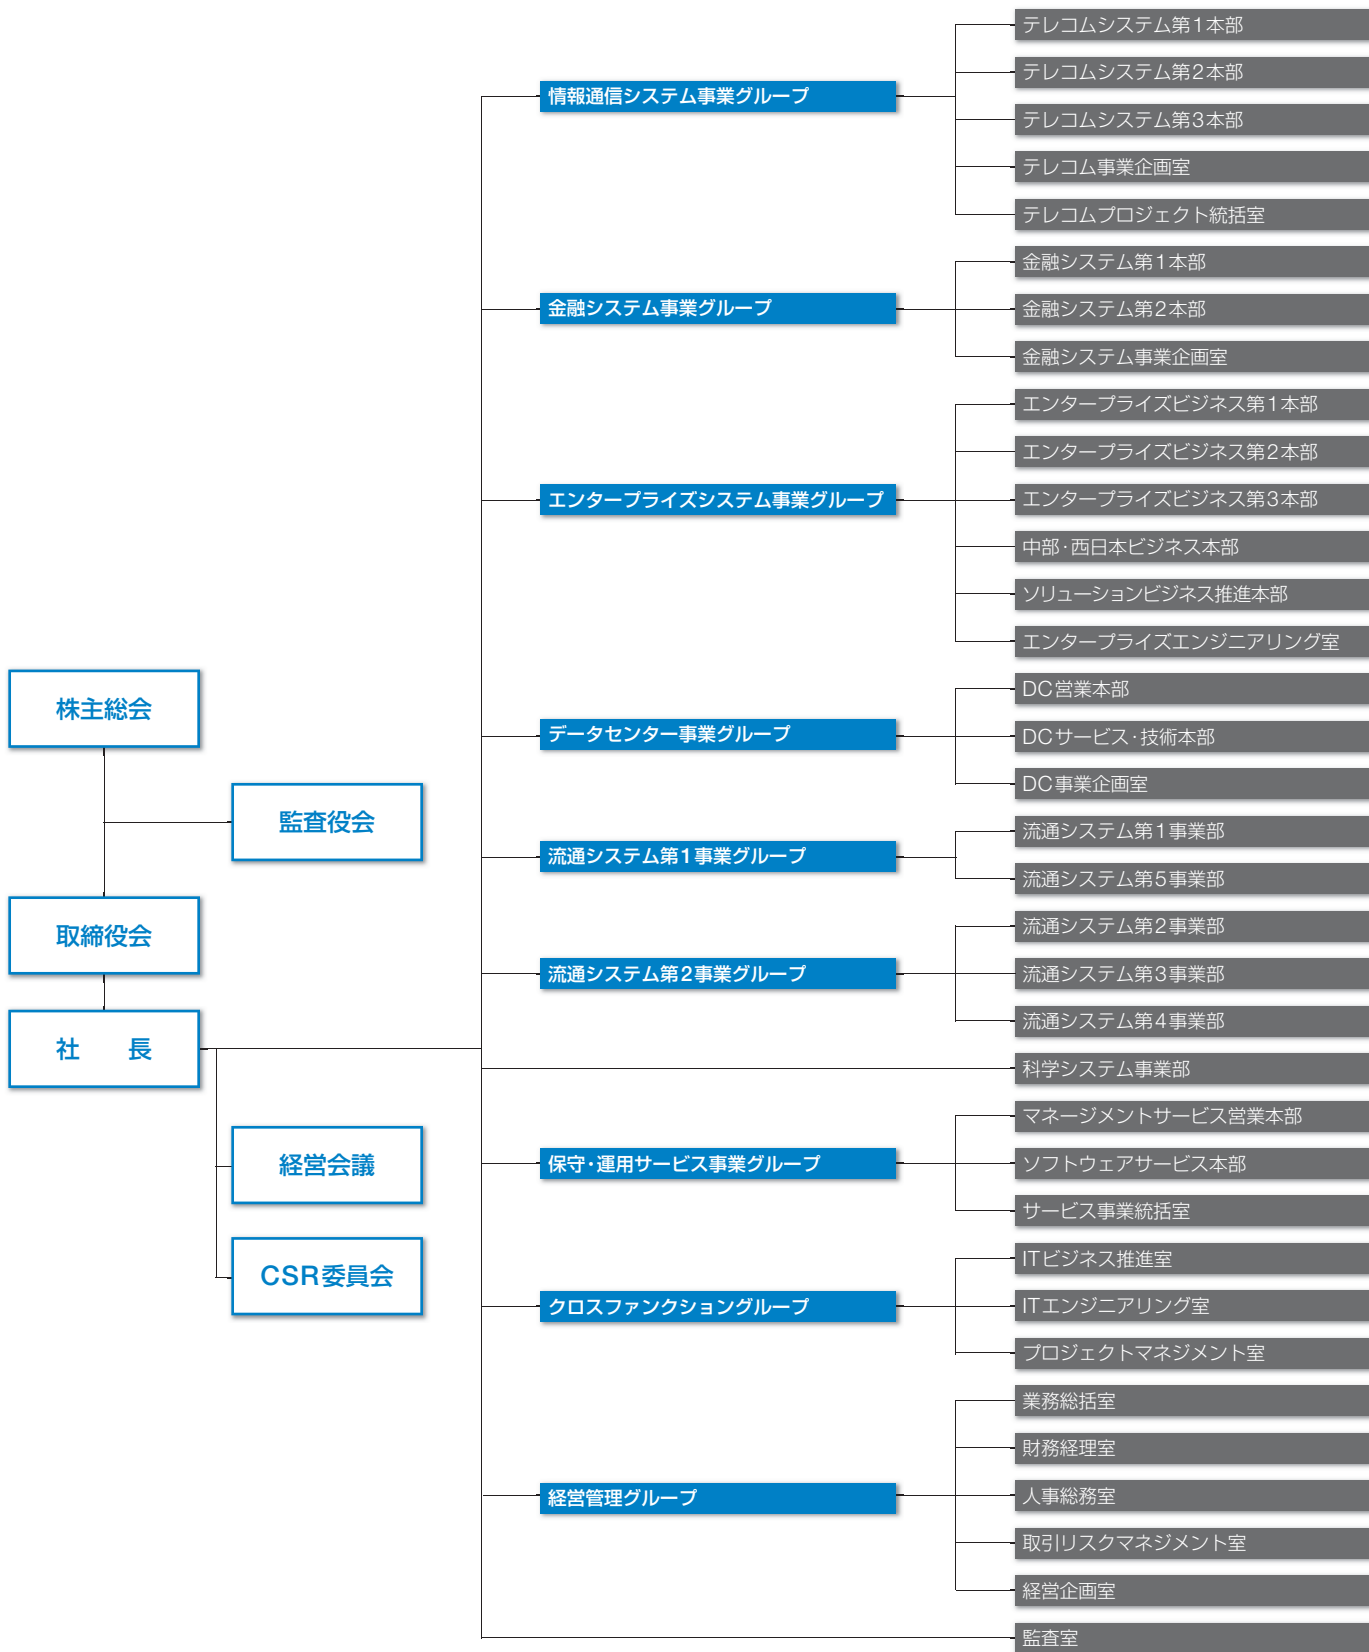 株主総会
監査役会
取締役会
社　　長
経営会議
CSR委員会
情報通信システム事業グループ
テレコムシステム第1本部
テレコムシステム第2本部
テレコムシステム第3本部
テレコム事業企画室
テレコムプロジェクト統括室
金融システム事業グループ
金融システム第1本部
金融システム第2本部
金融システム事業企画室
エンタープライズシステム事業グループ
エンタープライズビジネス第1本部
エンタープライズビジネス第2本部
エンタープライズビジネス第3本部
中部・西日本ビジネス本部
ソリューションビジネス推進本部
エンタープライズエンジニアリング室
データセンター事業グループ
DC営業本部
DCサービス・技術本部
DC事業企画室
流通システム第1事業グループ
流通システム第1事業部
流通システム第5事業部
流通システム第2事業グループ
流通システム第2事業部
流通システム第3事業部
流通システム第4事業部
科学システム事業部
保守・運用サービス事業グループ
マネージメントサービス営業本部
ソフトウェアサービス本部
サービス事業統括室
クロスファンクショングループ
ITビジネス推進室
ITエンジニアリング室
プロジェクトマネジメント室
経営管理グループ
業務総括室
財務経理室
人事総務室
取引リスクマネジメント室
経営企画室
監査室